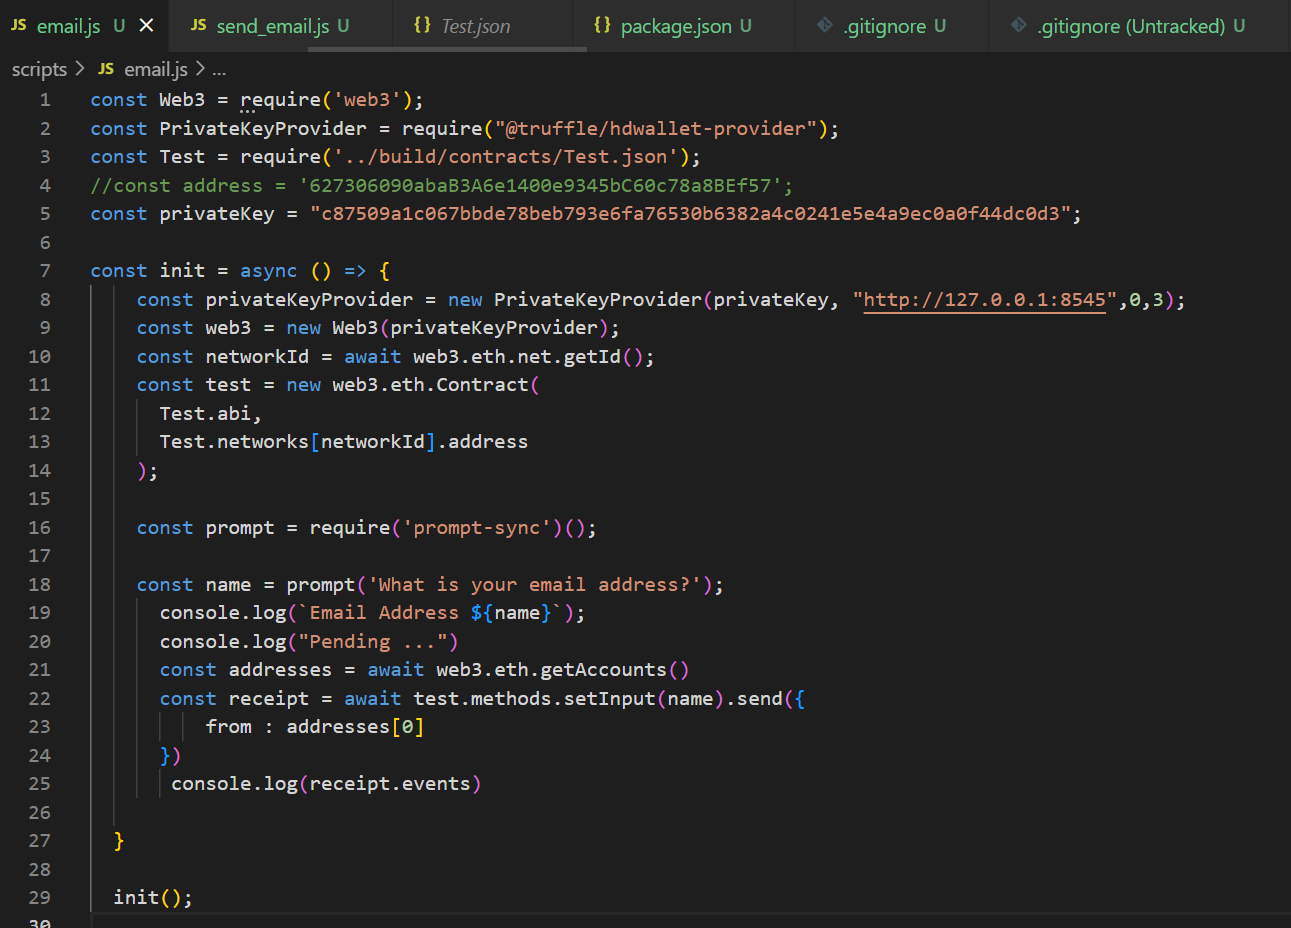 JS email.js U × JS send_email.js U {} Test.json {} package.json U .gitignore U .gitignore (Untracked) U
scripts > JS email.js > ...
1 const Web3 = require('web3');
2 const PrivateKeyProvider = require("@truffle/hdwallet-provider");
3 const Test = require('../build/contracts/Test.json');
4 //const address = '627306090abaB3A6e1400e9345bC60c78a8BEf57';
5 const privateKey = "c87509a1c067bbde78beb793e6fa76530b6382a4c0241e5e4a9ec0a0f44dc0d3";
6
7 const init = async () => {
8 const privateKeyProvider = new PrivateKeyProvider(privateKey, "http://127.0.0.1:8545",0,3);
9 const web3 = new Web3(privateKeyProvider);
10 const networkId = await web3.eth.net.getId();
11 const test = new web3.eth.Contract(
12 Test.abi,
13 Test.networks[networkId].address
14 );
15
16 const prompt = require('prompt-sync')();
17
18 const name = prompt('What is your email address?');
19 console.log(`Email Address ${name}`);
20 console.log("Pending ...")
21 const addresses = await web3.eth.getAccounts()
22 const receipt = await test.methods.setInput(name).send({
23 from : addresses[0]
24 })
25 console.log(receipt.events)
26
27 }
28
29 init();
30